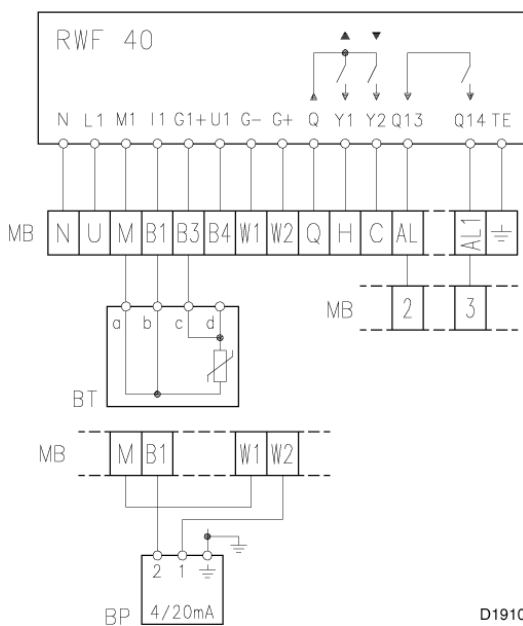 RWF 40
N L1 M1 I1 G1+ U1 G- G+ Q Y1 Y2 Q13 Q14 TE
MB N U M B1 B3 B4 W1 W2 Q H C AL AL1
MB 2 3
a b c d
BT
MB M B1 W1 W2
2 1
BP 4/20mA
D1910